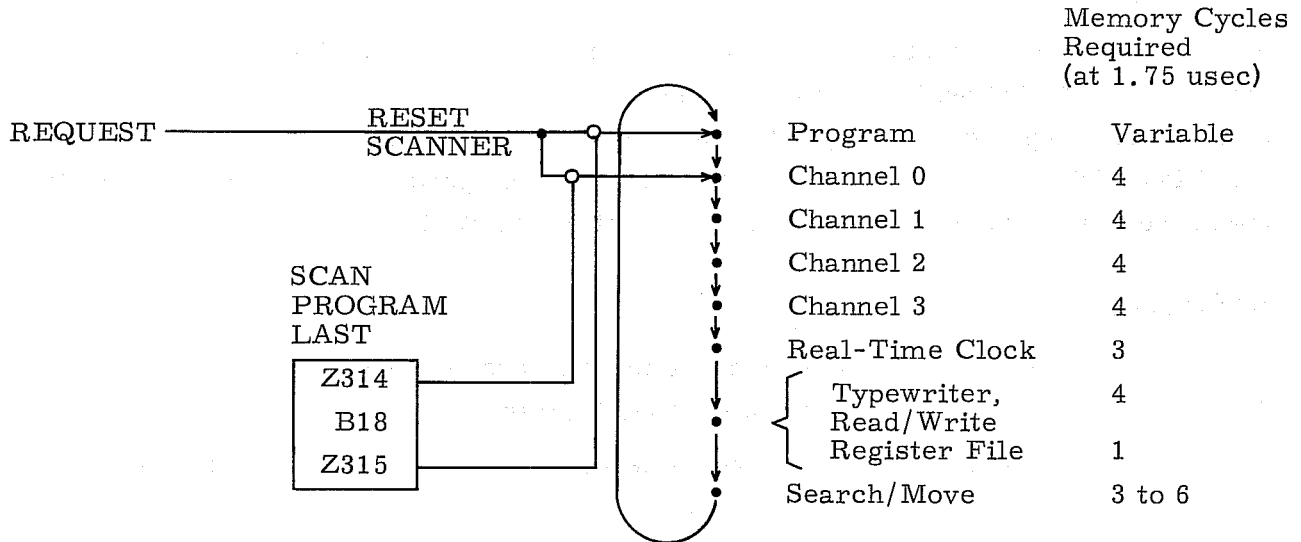 Memory Cycles
Required
(at 1.75 usec)
REQUEST
RESET
SCANNER
Program Variable
Channel 0 4
Channel 1 4
Channel 2 4
Channel 3 4
Real-Time Clock 3
Typewriter, 4
Read/Write
Register File 1
Search/Move 3 to 6
SCAN
PROGRAM
LAST
Z314
B18
Z315